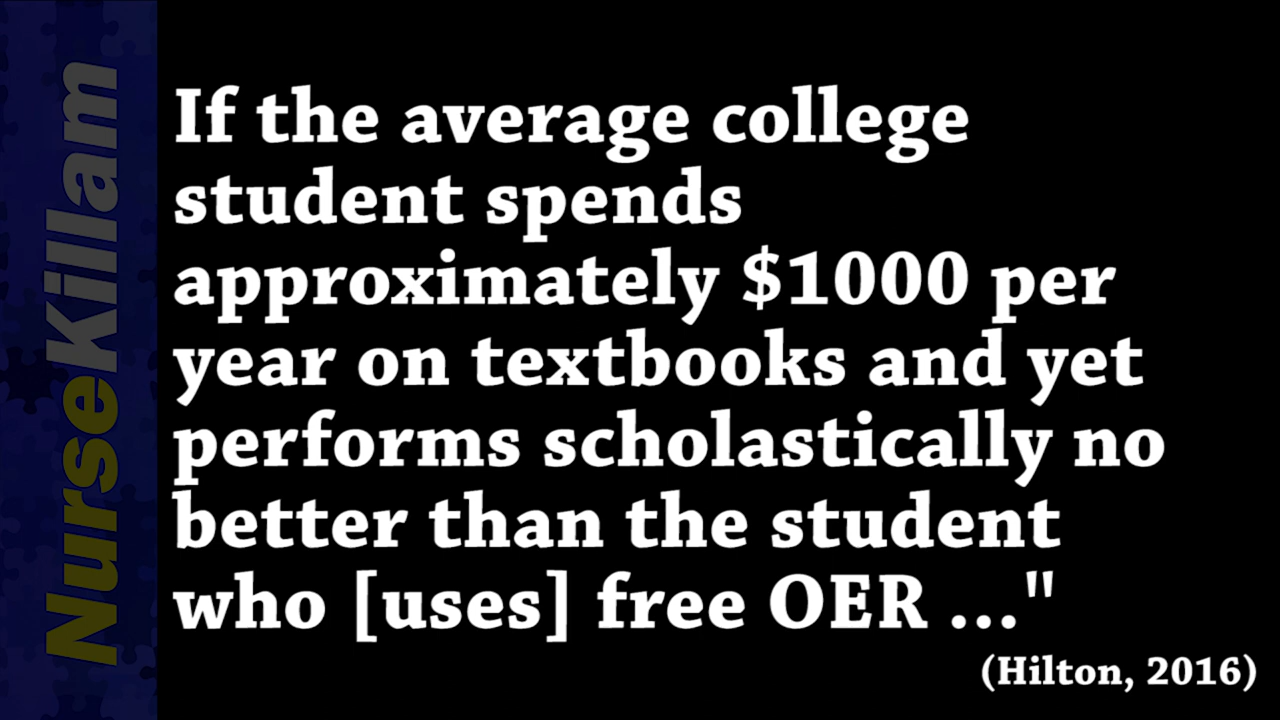 NurseKillam
If the average college
student spends
approximately $1000 per
year on textbooks and yet
performs scholastically no
better than the student
who [uses] free OER ..."
(Hilton, 2016)